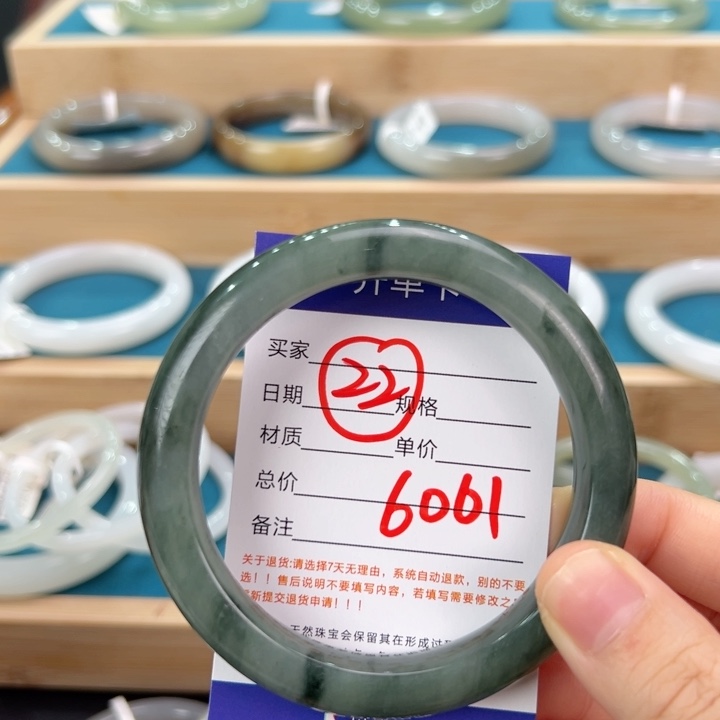 开单卡
买家
22
日期 规格
材质 单价
总价 6061
备注
关于退货:请选择7天无理由，系统自动退款，别的不要
选！！售后说明不要填写内容，若填写需要修改之
新提交退货申请！！！
天然珠宝会保留其在形成过